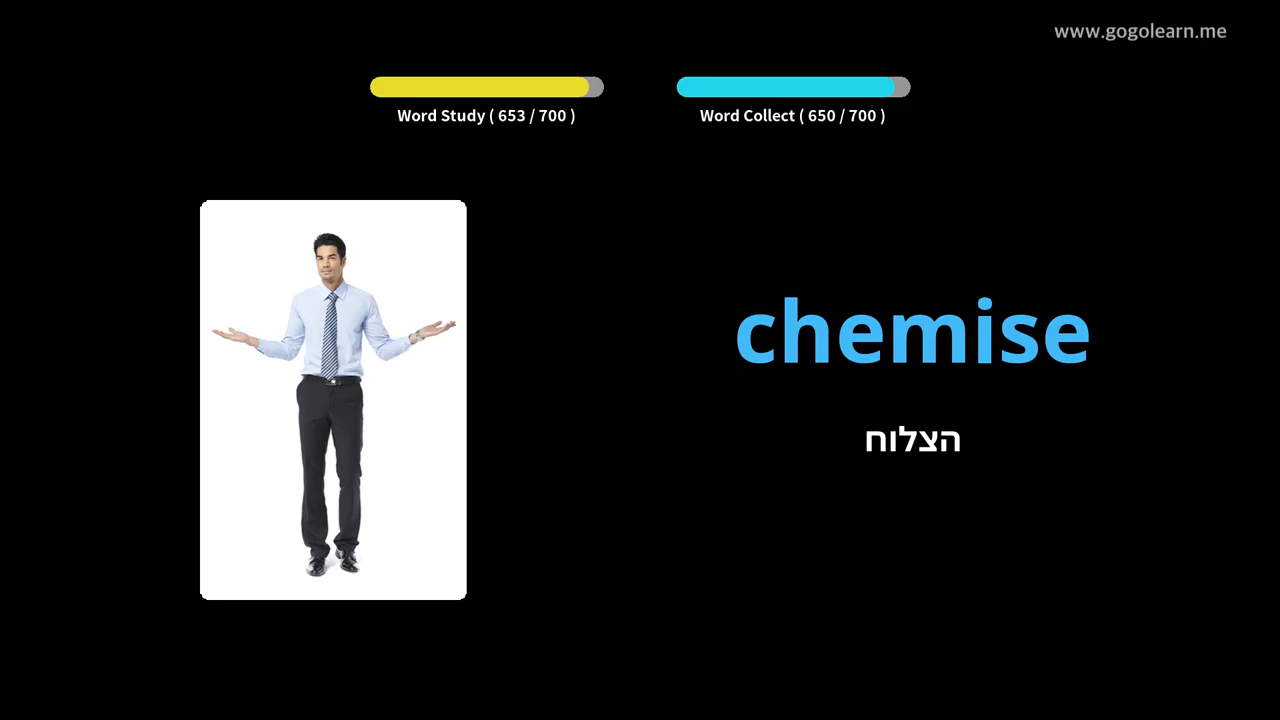 www.gogolearn.me
Word Study ( 653 / 700 )
Word Collect ( 650 / 700 )
chemise
הצלוח